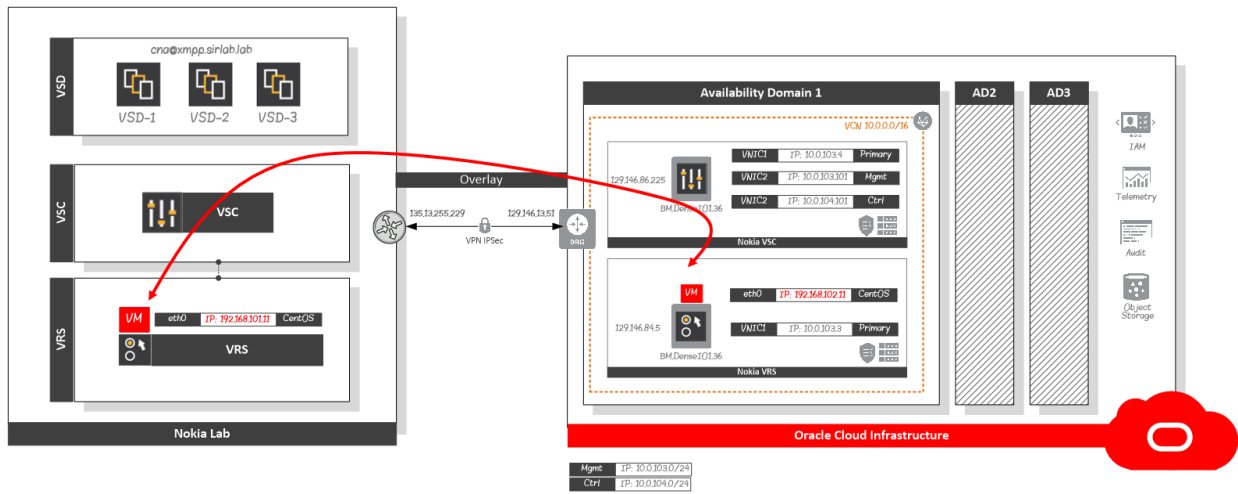 VSD
cna@xmpp.sirlab.lab
VSD-1
VSD-2
VSD-3
VSC
VSC
VRS
VM
eth0 IP: 192.168.101.11 CentOS
VRS
Nokia Lab
Overlay
135.13.255.229
129.146.13.51
VPN IPSec
DRG
Availability Domain 1
AD2
AD3
VCN 10.0.0.0/16
129.146.86.225
BM.DenseIO1.36
VNIC1 IP: 10.0.103.4 Primary
VNIC2 IP: 10.0.103.101 Mgmt
VNIC2 IP: 10.0.104.101 Ctrl
Nokia VSC
VM
eth0 IP: 192.168.102.11 CentOS
129.146.84.5
VNIC1 IP: 10.0.103.3 Primary
BM.DenseIO1.36
Nokia VRS
IAM
Telemetry
Audit
Object
Storage
Oracle Cloud Infrastructure
Mgmt IP: 10.0.103.0/24
Ctrl IP: 10.0.104.0/24